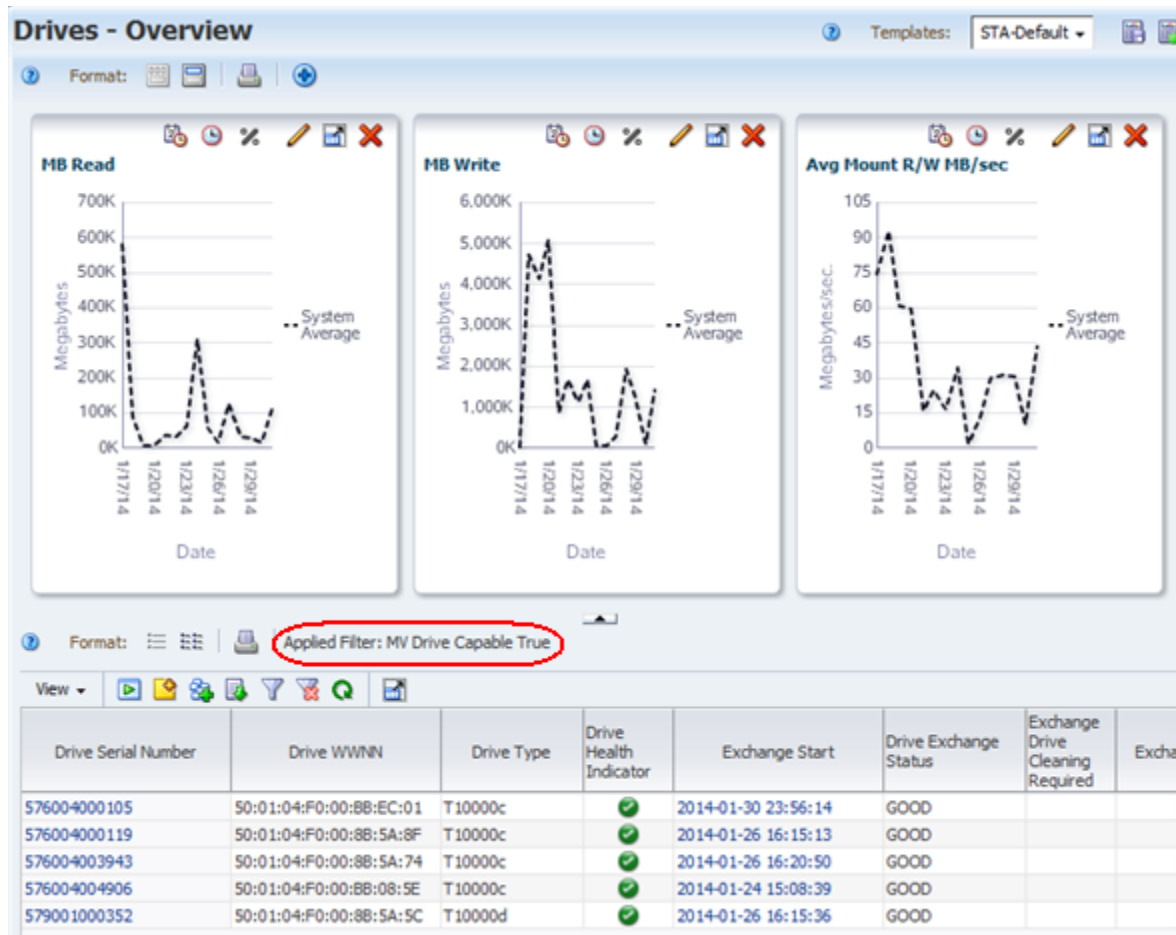 Drives - Overview
Templates: STA-Default
Format:
MB Read
700K
600K
500K
400K
300K
200K
100K
0K
Megabytes
1/17/14
1/20/14
1/23/14
1/26/14
1/29/14
Date
System
Average
MB Write
6,000K
5,000K
4,000K
3,000K
2,000K
1,000K
0K
Megabytes
1/17/14
1/20/14
1/23/14
1/26/14
1/29/14
Date
System
Average
Avg Mount R/W MB/sec
105
90
75
60
45
30
15
0
Megabytes/sec.
1/17/14
1/20/14
1/23/14
1/26/14
1/29/14
Date
System
Average
Format: Applied Filter: MV Drive Capable True
View
Drive Serial Number Drive WWNN Drive Type Drive Health Indicator Exchange Start Drive Exchange Status Exchange Drive Cleaning Required Excha
576004000105 50:01:04:F0:00:BB:EC:01 T10000c 2014-01-30 23:56:14 GOOD
576004000119 50:01:04:F0:00:8B:5A:8F T10000c 2014-01-26 16:15:13 GOOD
576004003943 50:01:04:F0:00:8B:5A:74 T10000c 2014-01-26 16:20:50 GOOD
576004004906 50:01:04:F0:00:BB:08:5E T10000c 2014-01-24 15:08:39 GOOD
579001000352 50:01:04:F0:00:8B:5A:5C T10000d 2014-01-26 16:15:36 GOOD